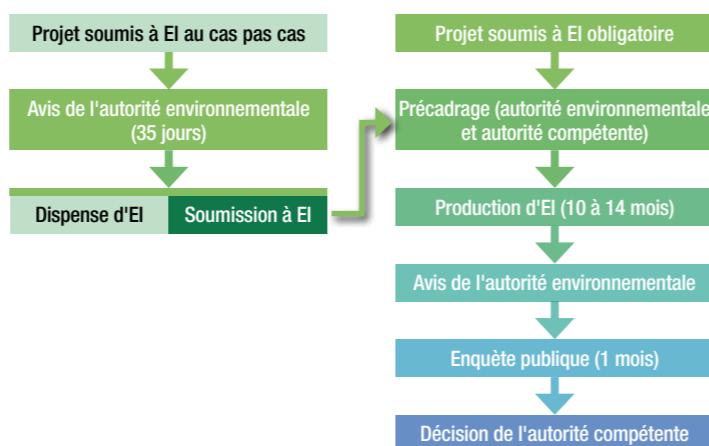 Projet soumis à EI au cas pas cas
Avis de l'autorité environnementale
(35 jours)
Dispense d'EI
Soumission à EI
Projet soumis à EI obligatoire
Précadrage (autorité environnementale
et autorité compétente)
Production d'EI (10 à 14 mois)
Avis de l'autorité environnementale
Enquète publique (1 mois)
Décision de l'autorité compétente